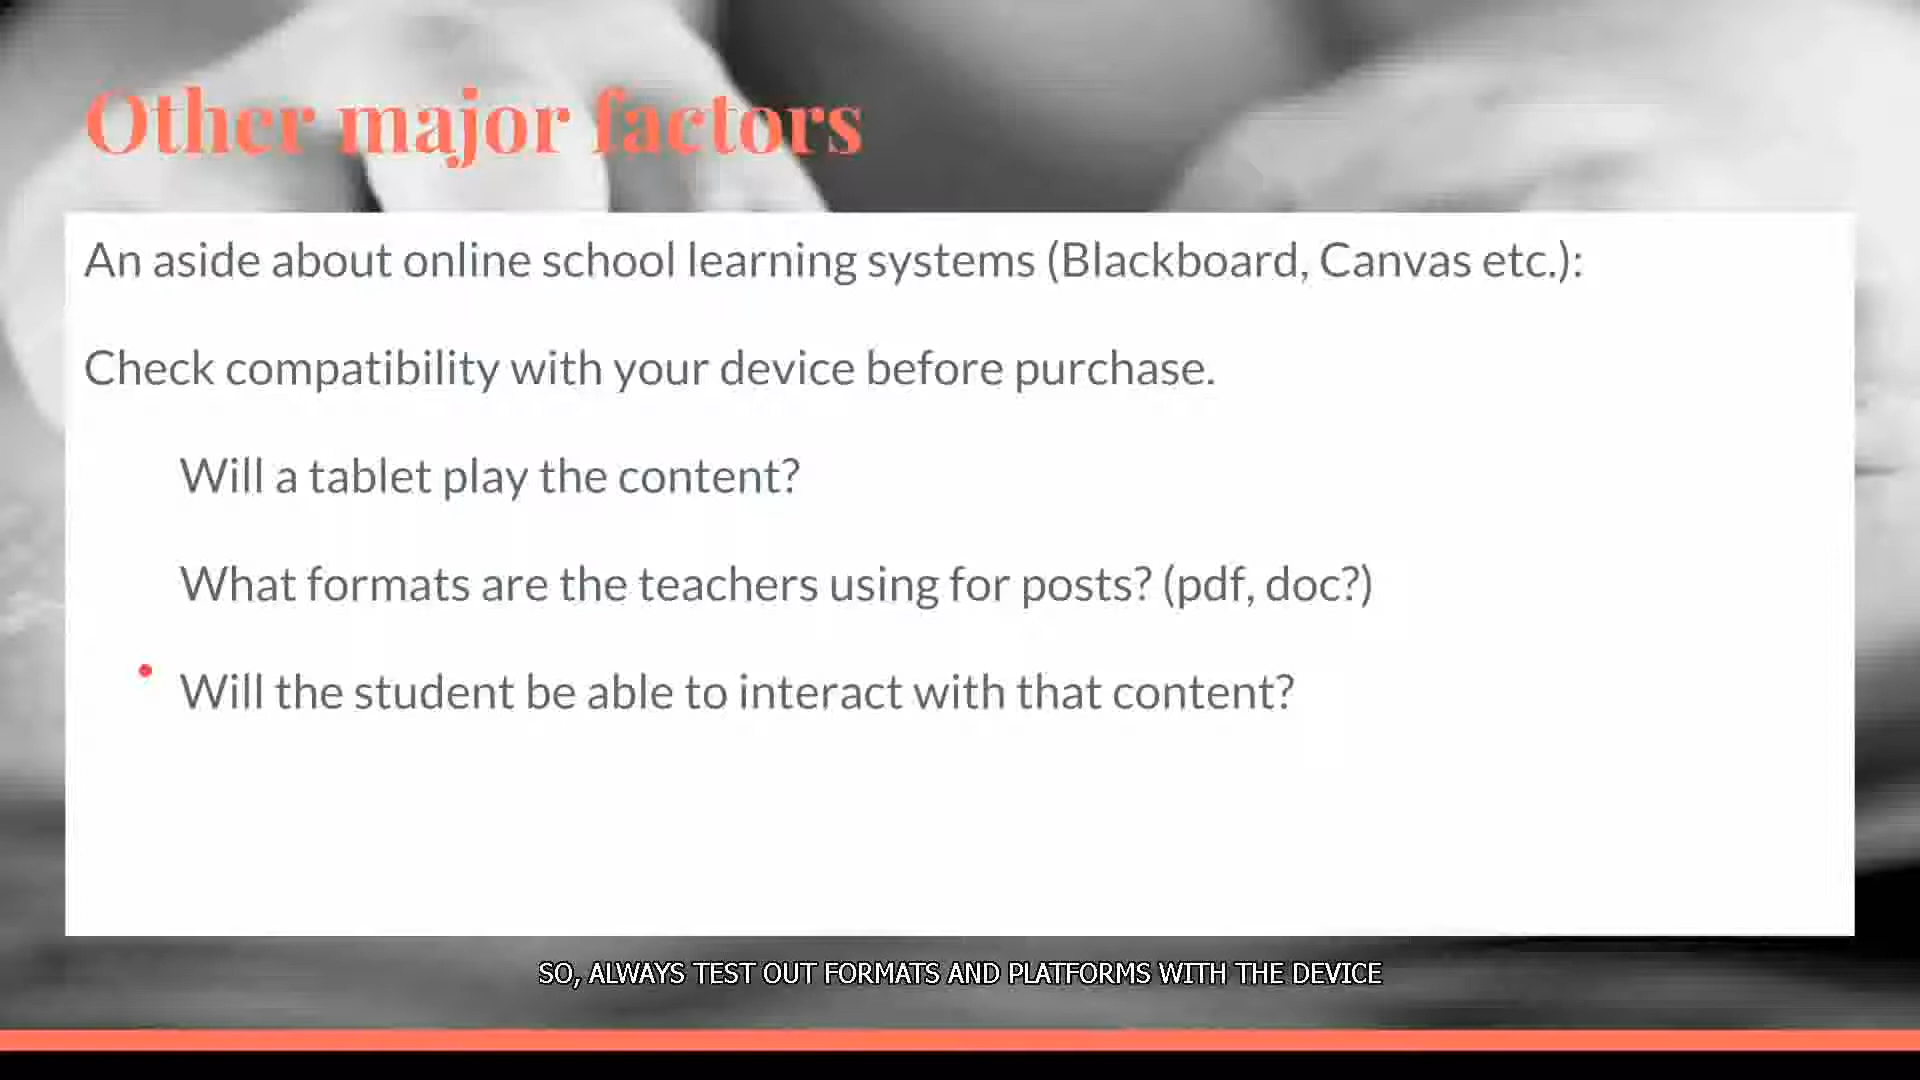 Other major factors
An aside about online school learning systems (Blackboard, Canvas etc.):
Check compatibility with your device before purchase.
Will a tablet play the content?
What formats are the teachers using for posts? (pdf, doc?)
Will the student be able to interact with that content?
SO, ALWAYS TEST OUT FORMATS AND PLATFORMS WITH THE DEVICE